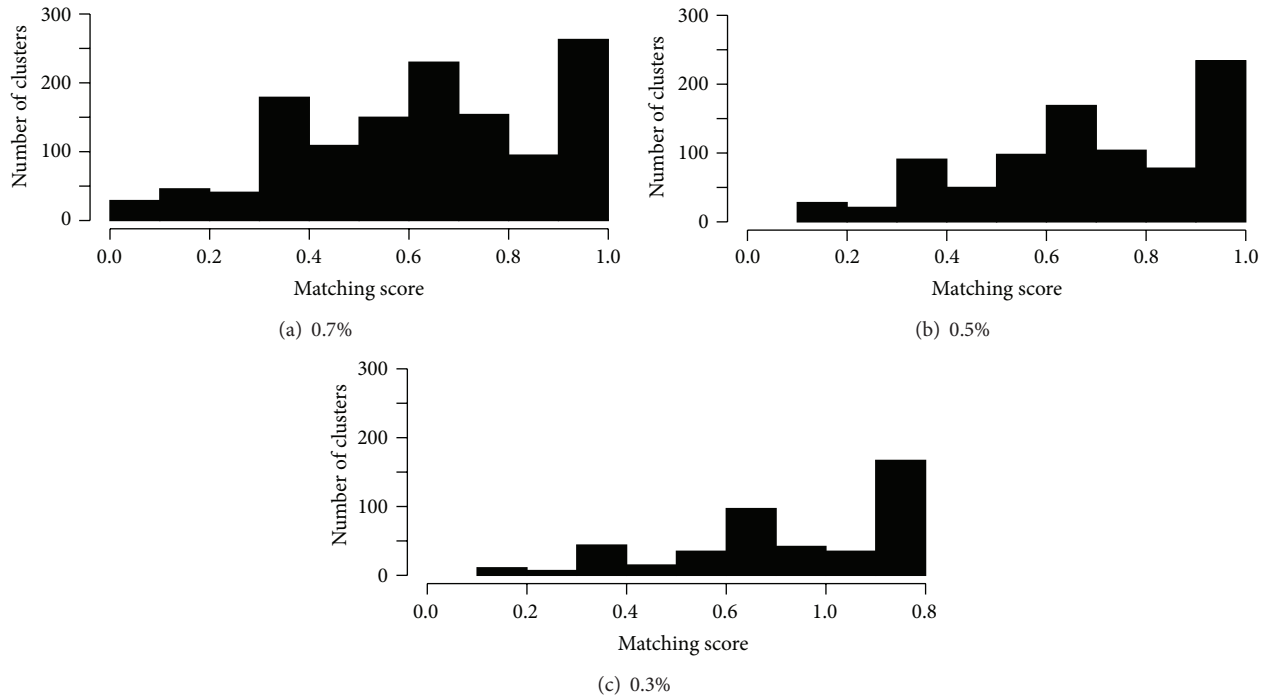 300
200
100
0
Number of clusters
0.0 0.2 0.4 0.6 0.8 1.0
Matching score
(a) 0.7%
300
200
100
0
Number of clusters
0.0 0.2 0.4 0.6 0.8 1.0
Matching score
(b) 0.5%
300
200
100
0
Number of clusters
0.0 0.2 0.4 0.6 1.0 0.8
Matching score
(c) 0.3%